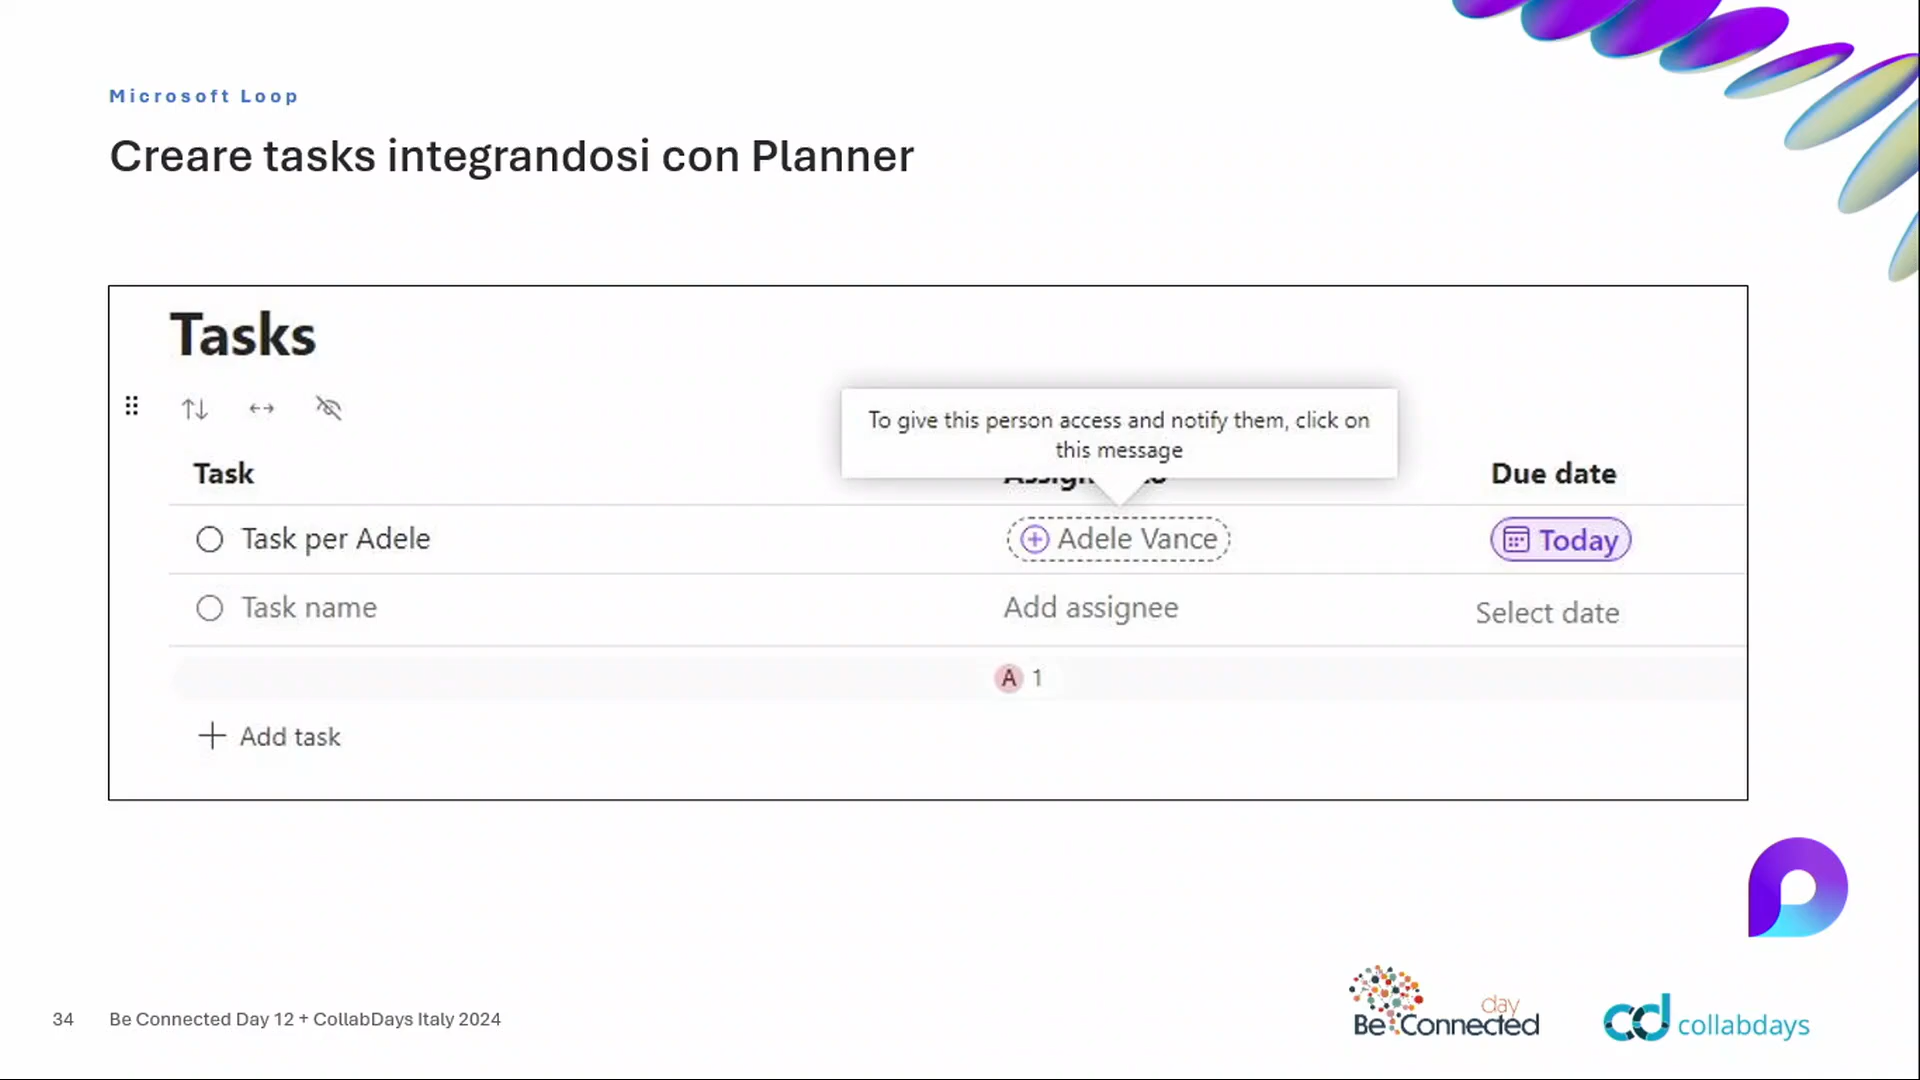 Microsoft Loop
Creare tasks integrandosi con Planner
Tasks
To give this person access and notify them, click on
this message
Task
Due date
Task per Adele
Adele Vance
Today
Task name
Add assignee
Select date
A 1
Add task
34
Be Connected Day 12 + CollabDays Italy 2024
day
Be Connected
cd collabdays